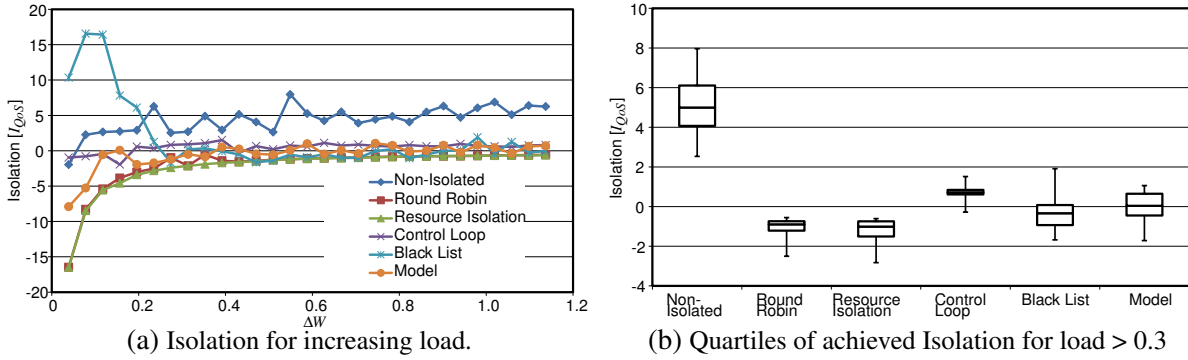 20
15
10
5
0
-5
-10
-15
-20
Isolation [I_QoS]
Non-Isolated
Round Robin
Resource Isolation
Control Loop
Black List
Model
0 0.2 0.4 0.6 0.8 1.0 1.2
ΔW
(a) Isolation for increasing load.
10
8
6
4
2
0
-2
-4
Isolation [I_QoS]
Non-Isolated
Round Robin
Resource Isolation
Control Loop
Black List
Model
(b) Quartiles of achieved Isolation for load > 0.3